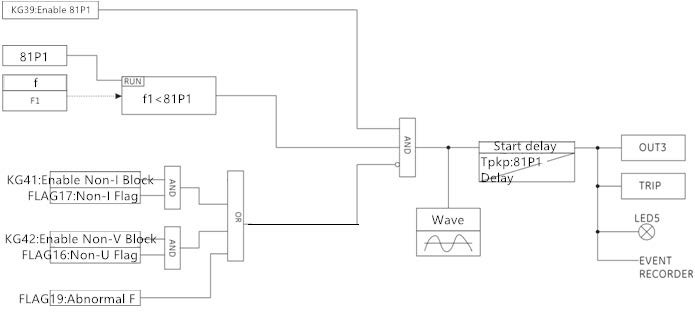 KG39:Enable 81P1
81P1
RUN
f
F1
f1<81P1
AND
Start delay
Tpkp:81P1
Delay
OUT3
TRIP
LED5
EVENT
RECORDER
Wave
KG41:Enable Non-I Block
FLAG17:Non-I Flag
AND
OR
KG42:Enable Non-V Block
FLAG16:Non-U Flag
AND
FLAG19:Abnormal F